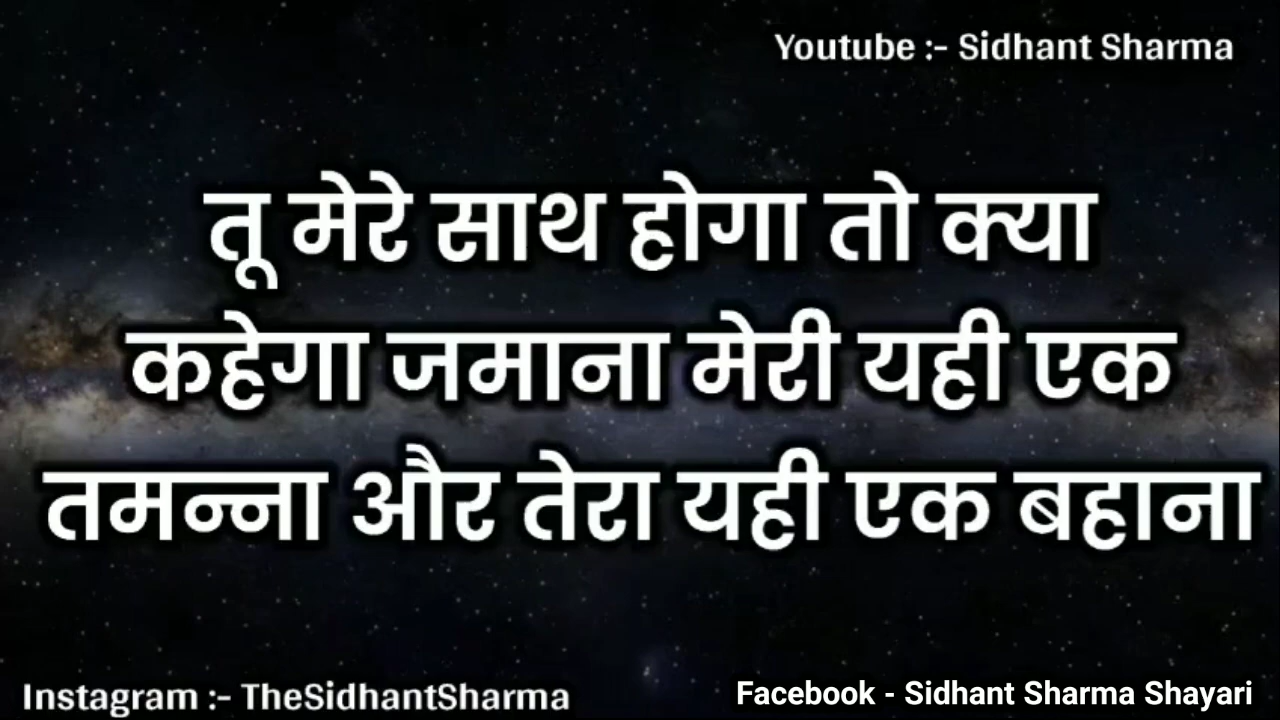 Youtube :- Sidhant Sharma
तू मेरे साथ होगा तो क्या
कहेगा जमाना मेरी यही एक
तमन्ना और तेरा यही एक बहाना
Instagram :- TheSidhantSharma
Facebook - Sidhant Sharma Shayari